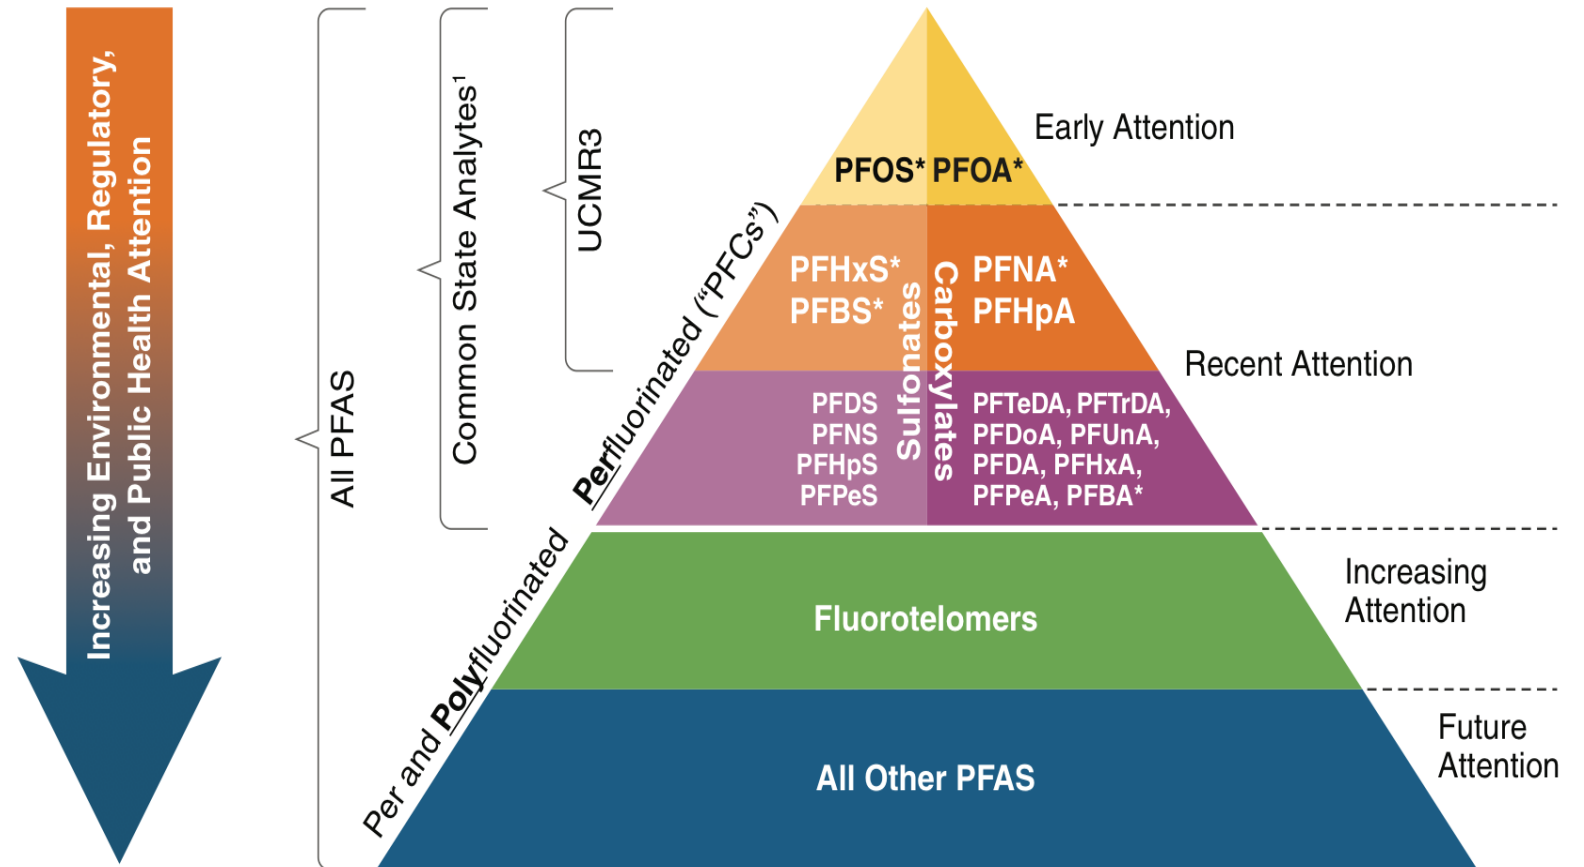 Increasing Environmental, Regulatory,
and Public Health Attention
All PFAS
Common State Analytes¹
UCMR3
Perfluorinated (“PFCs”)
Per and Polyfluorinated
PFOS* PFOA*
Early Attention
Sulfonates
Carboxylates
PFHxS*
PFBS*
PFNA*
PFHpA
Recent Attention
PFDS
PFNS
PFHpS
PFPeS
PFTeDA, PFTrDA,
PFDoA, PFUnA,
PFDA, PFHxA,
PFPeA, PFBA*
Fluorotelomers
Increasing
Attention
All Other PFAS
Future
Attention